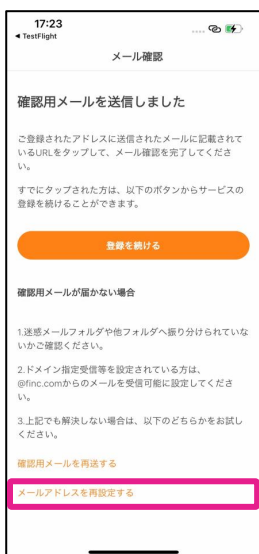 17:23
◀ TestFlight
メール確認
確認用メールを送信しました
ご登録されたアドレスに送信されたメールに記載されて
いるURLをタップして、メール確認を完了してくださ
い。
すでにタップされた方は、以下のボタンからサービスの
登録を続けることができます。
登録を続ける
確認用メールが届かない場合
1.迷惑メールフォルダや他フォルダへ振り分けられていな
いかご確認ください。
2.ドメイン指定受信等を設定されている方は、
@finc.comからのメールを受信可能に設定してくださ
い。
3.上記でも解決しない場合は、以下のどちらかをお試し
ください。
確認用メールを再送する
メールアドレスを再設定する